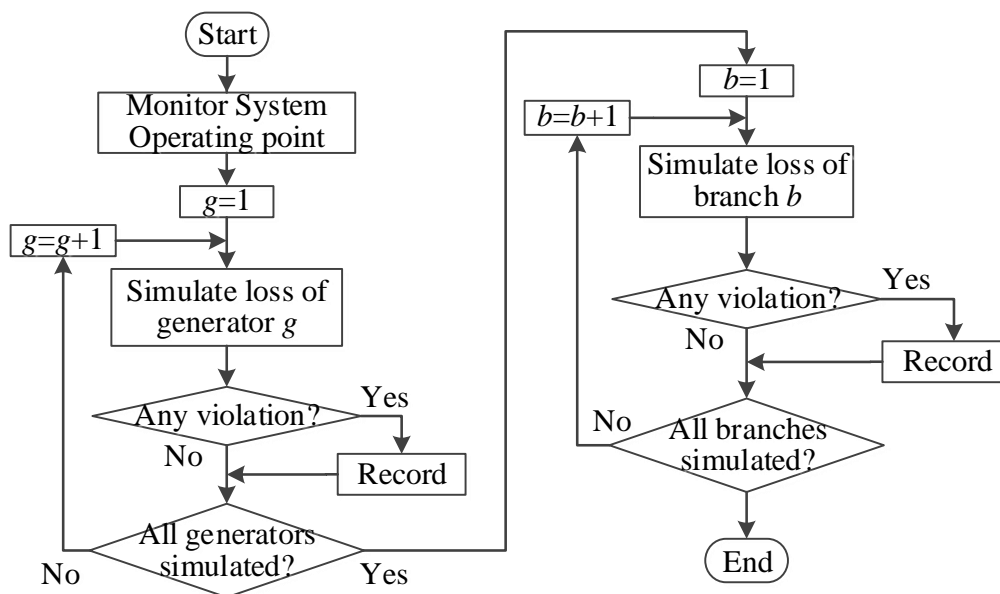 Start
Monitor System
Operating point
g=1
g=g+1
Simulate loss of
generator g
Any violation?
Yes
No
Record
All generators
simulated?
No
Yes
b=1
b=b+1
Simulate loss of
branch b
Any violation?
Yes
No
Record
All branches
simulated?
No
End